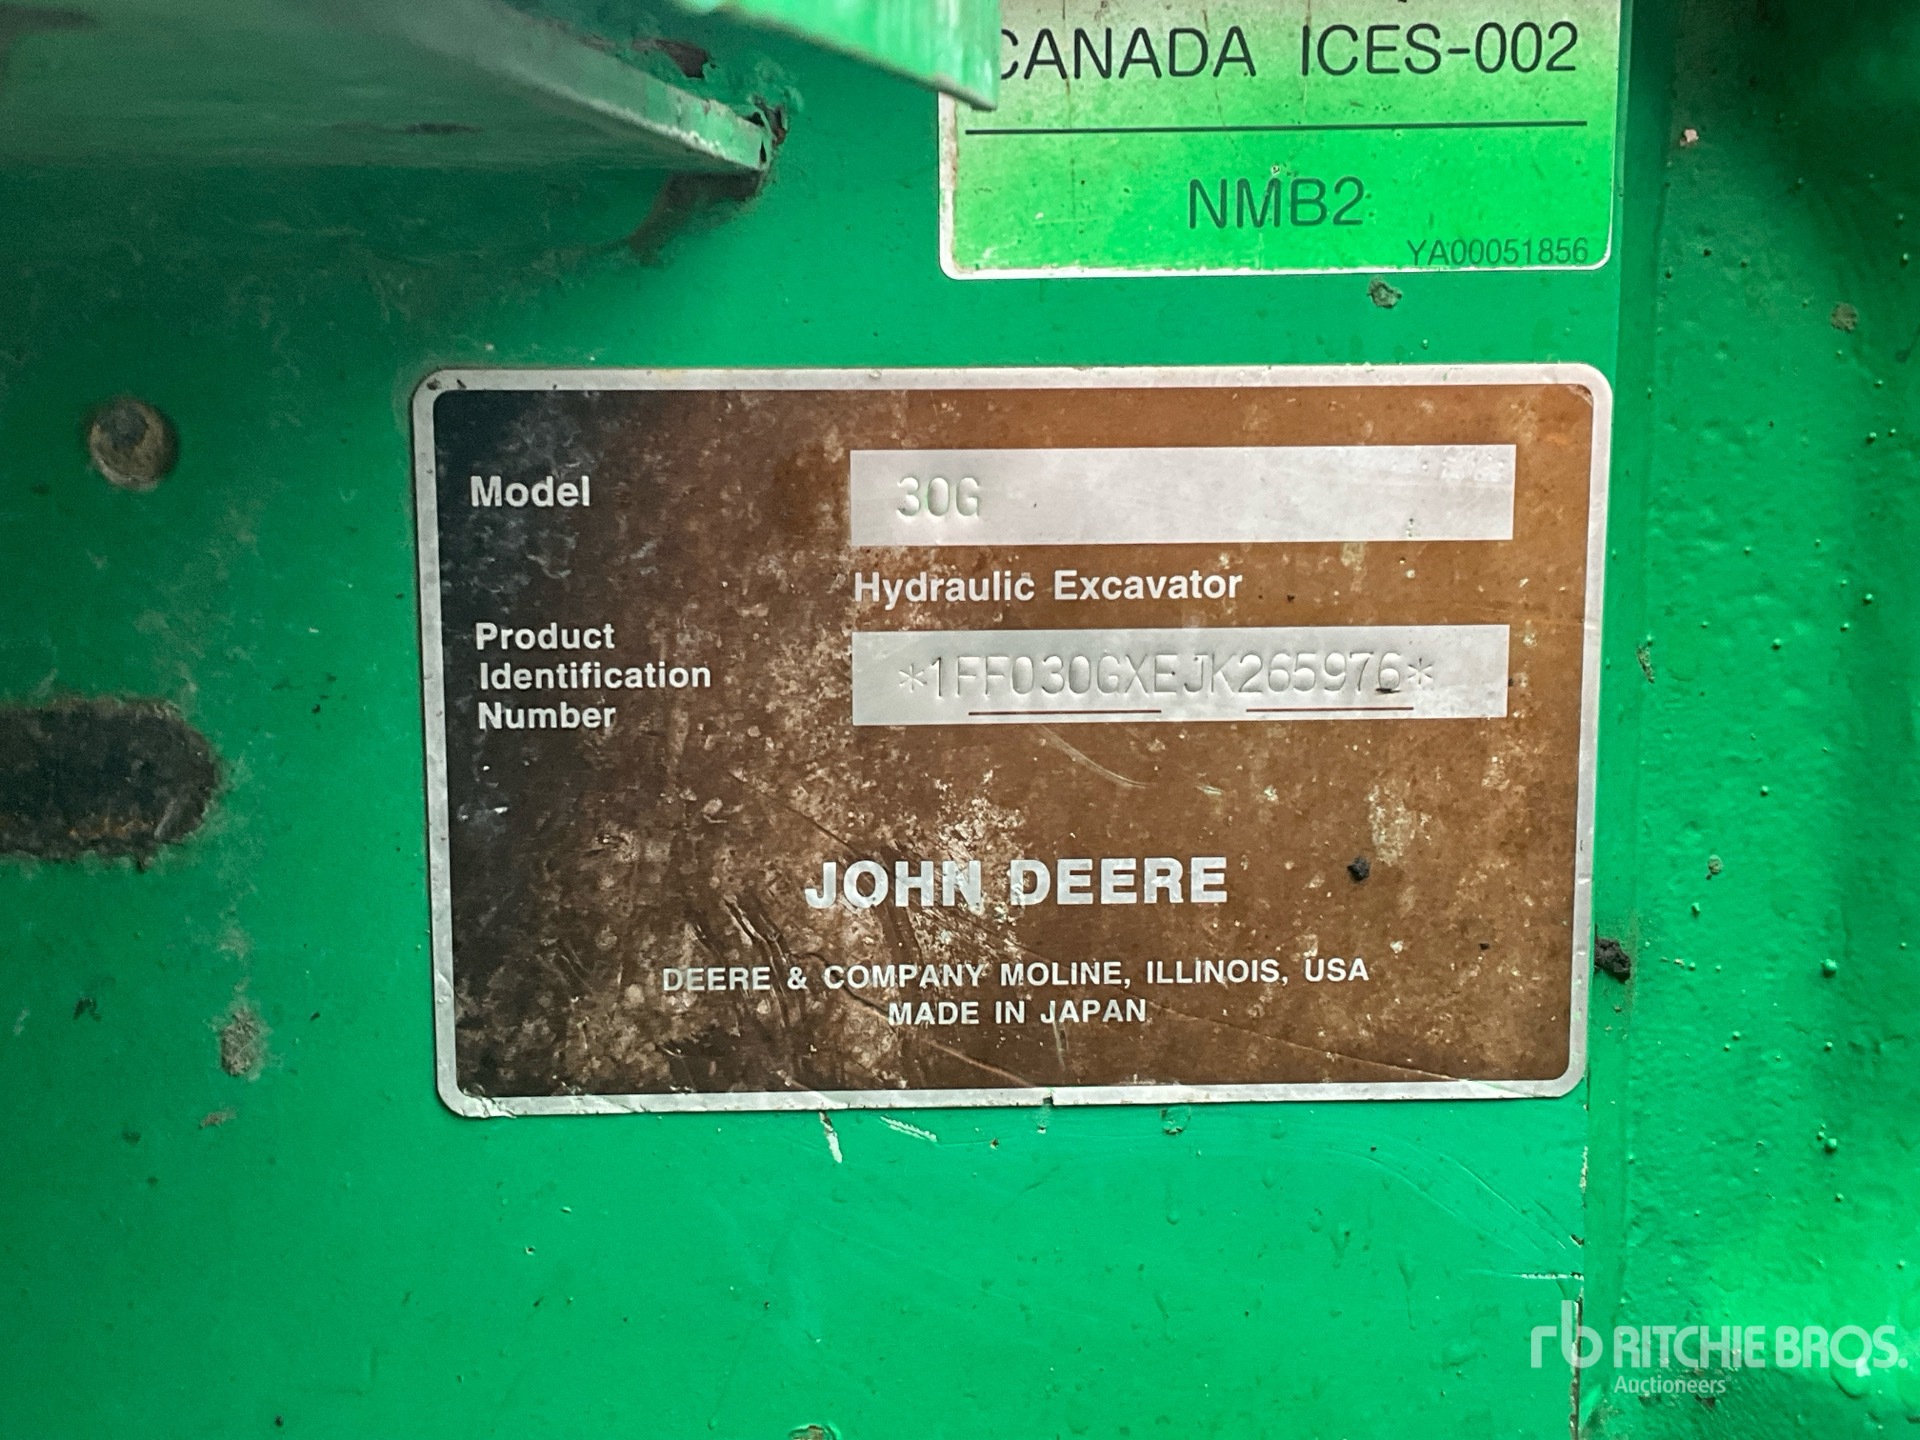 CANADA ICES-002
NMB2
YA00051856
Model 30G
Hydraulic Excavator
Product
Identification
Number
*1FF030GXEJK265976*
JOHN DEERE
DEERE & COMPANY MOLINE, ILLINOIS, USA
MADE IN JAPAN
rb RITCHIE BROS.
Auctioneers